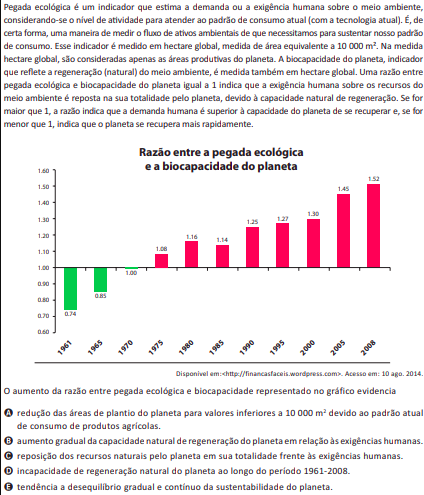 Pegada ecológica é um indicador que estima a demanda ou a exigência humana sobre o meio ambiente,
considerando-se o nível de atividade para atender ao padrão de consumo atual (com a tecnologia atual). É, de
certa forma, uma maneira de medir o fluxo de ativos ambientais de que necessitamos para sustentar nosso padrão
de consumo. Esse indicador é medido em hectare global, medida de área equivalente a 10 000 m². Na medida
hectare global, são consideradas apenas as áreas produtivas do planeta. A biocapacidade do planeta, indicador
que reflete a regeneração (natural) do meio ambiente, é medida também em hectare global. Uma razão entre
pegada ecológica e biocapacidade do planeta igual a 1 indica que a exigência humana sobre os recursos do
meio ambiente é reposta na sua totalidade pelo planeta, devido à capacidade natural de regeneração. Se for
maior que 1, a razão indica que a demanda humana é superior à capacidade do planeta de se recuperar e, se for
menor que 1, indica que o planeta se recupera mais rapidamente.
Razão entre a pegada ecológica
e a biocapacidade do planeta
1.60
1.50
1.40
1.30
1.20
1.10
1.00
0.90
0.80
0.70
0.60
0.74
0.85
1.00
1.08
1.16
1.14
1.25
1.27
1.30
1.45
1.52
1961
1965
1970
1975
1980
1985
1990
1995
2000
2005
2008
Disponível em:<http://financasfaceis.wordpress.com>. Acesso em: 10 ago. 2014.
O aumento da razão entre pegada ecológica e biocapacidade representado no gráfico evidencia
A redução das áreas de plantio do planeta para valores inferiores a 10 000 m² devido ao padrão atual
de consumo de produtos agrícolas.
B aumento gradual da capacidade natural de regeneração do planeta em relação às exigências humanas.
C reposição dos recursos naturais pelo planeta em sua totalidade frente às exigências humanas.
D incapacidade de regeneração natural do planeta ao longo do período 1961-2008.
E tendência a desequilíbrio gradual e contínuo da sustentabilidade do planeta.